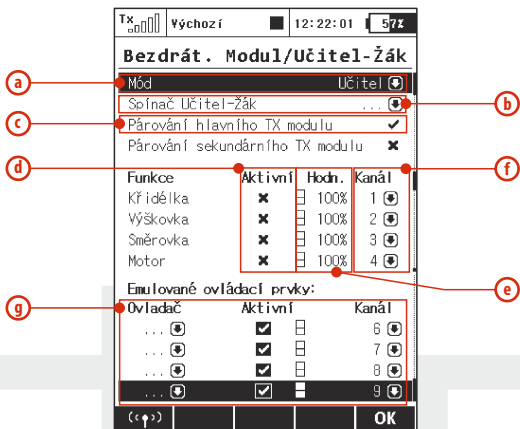 Tx Výchozí 12:22:01 57%
Bezdrát. Modul/Učitel-Žák
a Mód Učitel
Spínač Učitel-Žák ... b
c Párování hlavního TX modulu ✔
Párování sekundárního TX modulu ✖
d f
Funkce Aktivní Hodn. Kanál
Křidélka ✖ 100% 1
Výškovka ✖ 100% 2
Směrovka ✖ 100% 3
Motor ✖ 100% 4
e
Emulované ovládací prvky:
g Ovladač Aktivní Kanál
... ✔ 6
... ✔ 7
... ✔ 8
... ✔ 9
OK